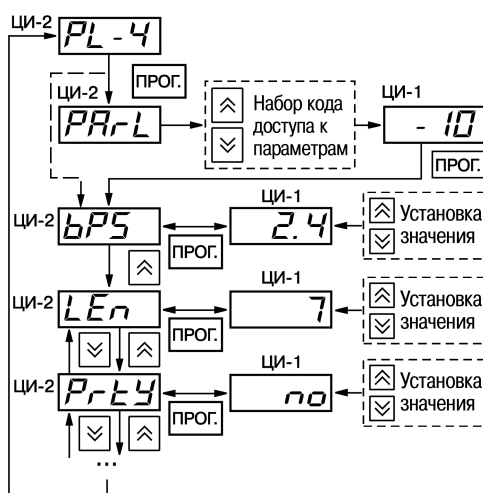 ЦИ-2
PL-4
ПРОГ.
ЦИ-2
PArL
Набор кода
доступа к
параметрам
ЦИ-1
- 10
ПРОГ.
ЦИ-2
bPS
ПРОГ.
ЦИ-1
2.4
Установка
значения
ЦИ-2
LEn
ПРОГ.
ЦИ-1
7
Установка
значения
ЦИ-2
PrtY
ПРОГ.
ЦИ-1
no
Установка
значения
...